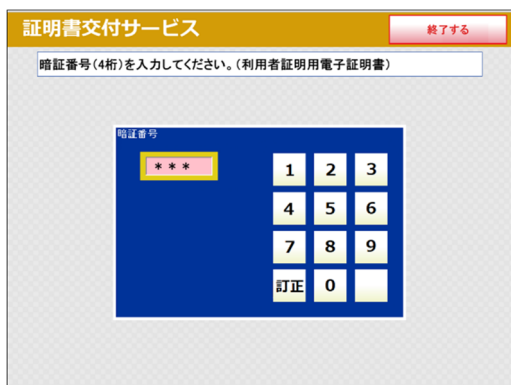 証明書交付サービス
終了する
暗証番号(4桁)を入力してください。(利用者証明用電子証明書)
暗証番号
＊＊＊
1 2 3
4 5 6
7 8 9
訂正 0